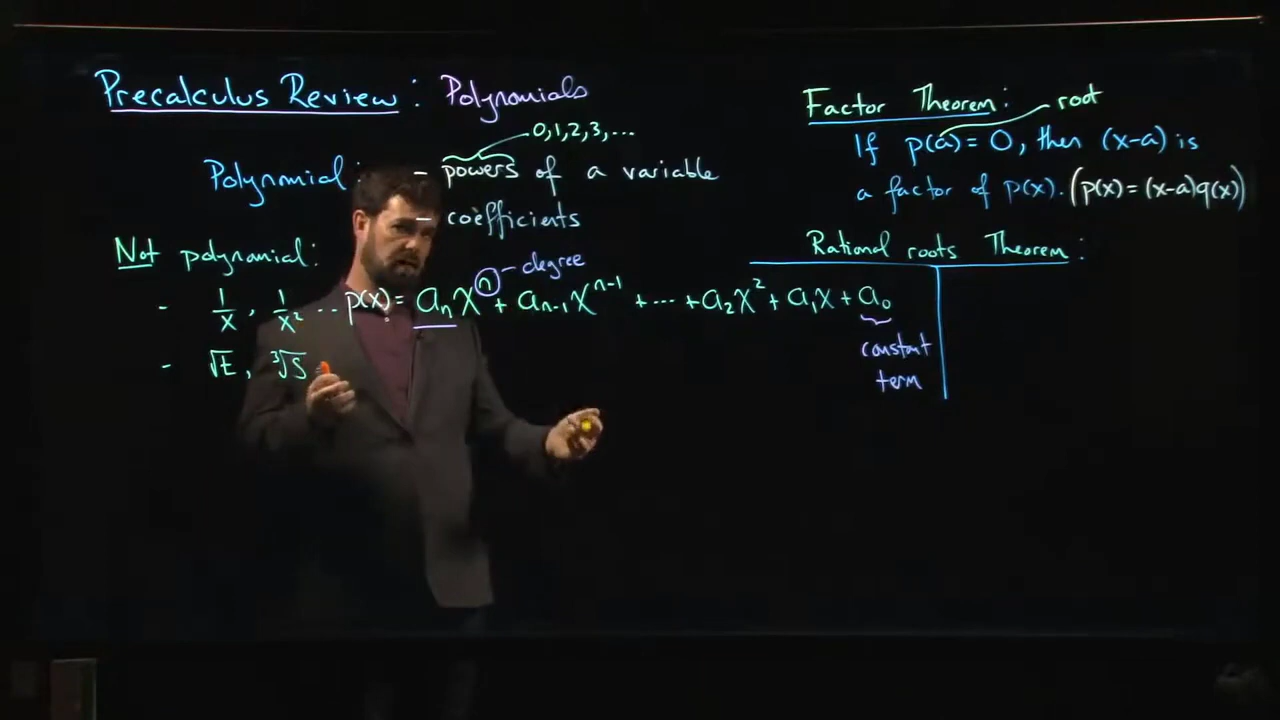 Precalculus Review: Polynomials
0,1,2,3,...
Polynomial: - powers of a variable
- coefficients
Not polynomial:
- 1/x, 1/x², ...
- √t, ³√s
degree
p(x) = aₙxⁿ + aₙ₋₁xⁿ⁻¹ + ... + a₂x² + a₁x + a₀
constant
term
Factor Theorem:
root
If p(a) = 0, then (x-a) is
a factor of p(x). (p(x) = (x-a)q(x))
Rational roots Theorem: